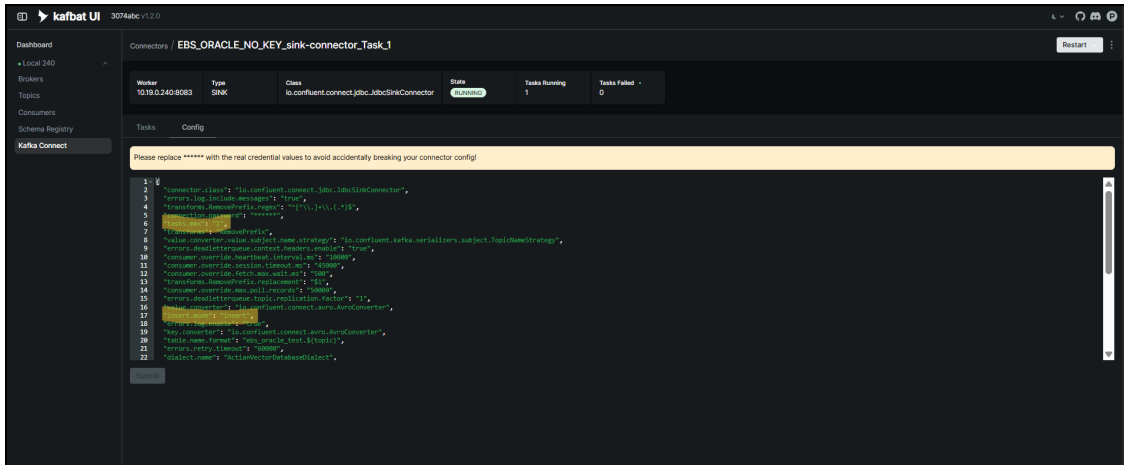 kafbat UI 3074abc v1.2.0
Dashboard
Local 240
Brokers
Topics
Consumers
Schema Registry
Kafka Connect
Connectors / EBS_ORACLE_NO_KEY_sink-connector_Task_1
Restart
Worker
10.19.0.240:8083
Type
SINK
Class
io.confluent.connect.jdbc.JdbcSinkConnector
State
RUNNING
Tasks Running
1
Tasks Failed
0
Tasks Config
Please replace ****** with the real credential values to avoid accidentally breaking your connector config!
1 {
2 "connector.class": "io.confluent.connect.jdbc.JdbcSinkConnector",
3 "errors.log.include.messages": "true",
4 "transforms.RemovePrefix.regex": "^[^\\.]+\\.(.*)$",
5 "connection.password": "******",
6 "tasks.max": "1",
7 "transforms": "RemovePrefix",
8 "value.converter.value.subject.name.strategy": "io.confluent.kafka.serializers.subject.TopicNameStrategy",
9 "errors.deadletterqueue.context.headers.enable": "true",
10 "consumer.override.heartbeat.interval.ms": "10000",
11 "consumer.override.session.timeout.ms": "45000",
12 "consumer.override.fetch.max.wait.ms": "500",
13 "transforms.RemovePrefix.replacement": "$1",
14 "consumer.override.max.poll.records": "50000",
15 "errors.deadletterqueue.topic.replication.factor": "1",
16 "value.converter": "io.confluent.connect.avro.AvroConverter",
17 "insert.mode": "insert",
18 "errors.log.enable": "true",
19 "key.converter": "io.confluent.connect.avro.AvroConverter",
20 "table.name.format": "ebs_oracle_test.${topic}",
21 "errors.retry.timeout": "60000",
22 "dialect.name": "ActianVectorDatabaseDialect",
Submit